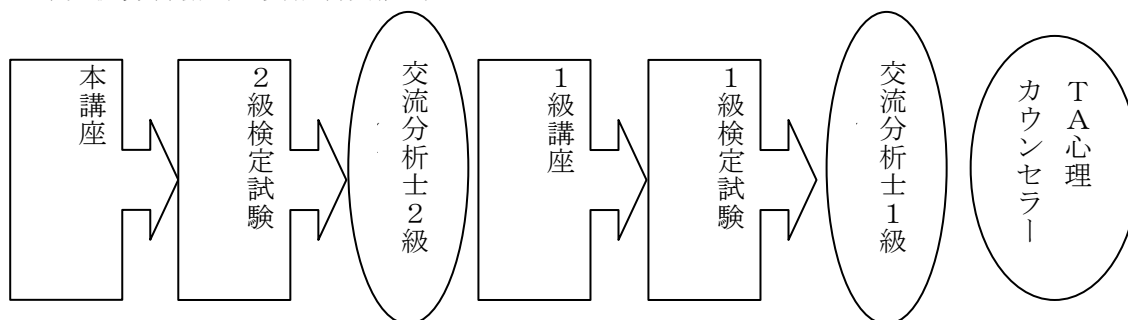 本講座
２級検定試験
交流分析士２級
１級講座
１級検定試験
交流分析士１級
ＴＡ心理
カウンセラー